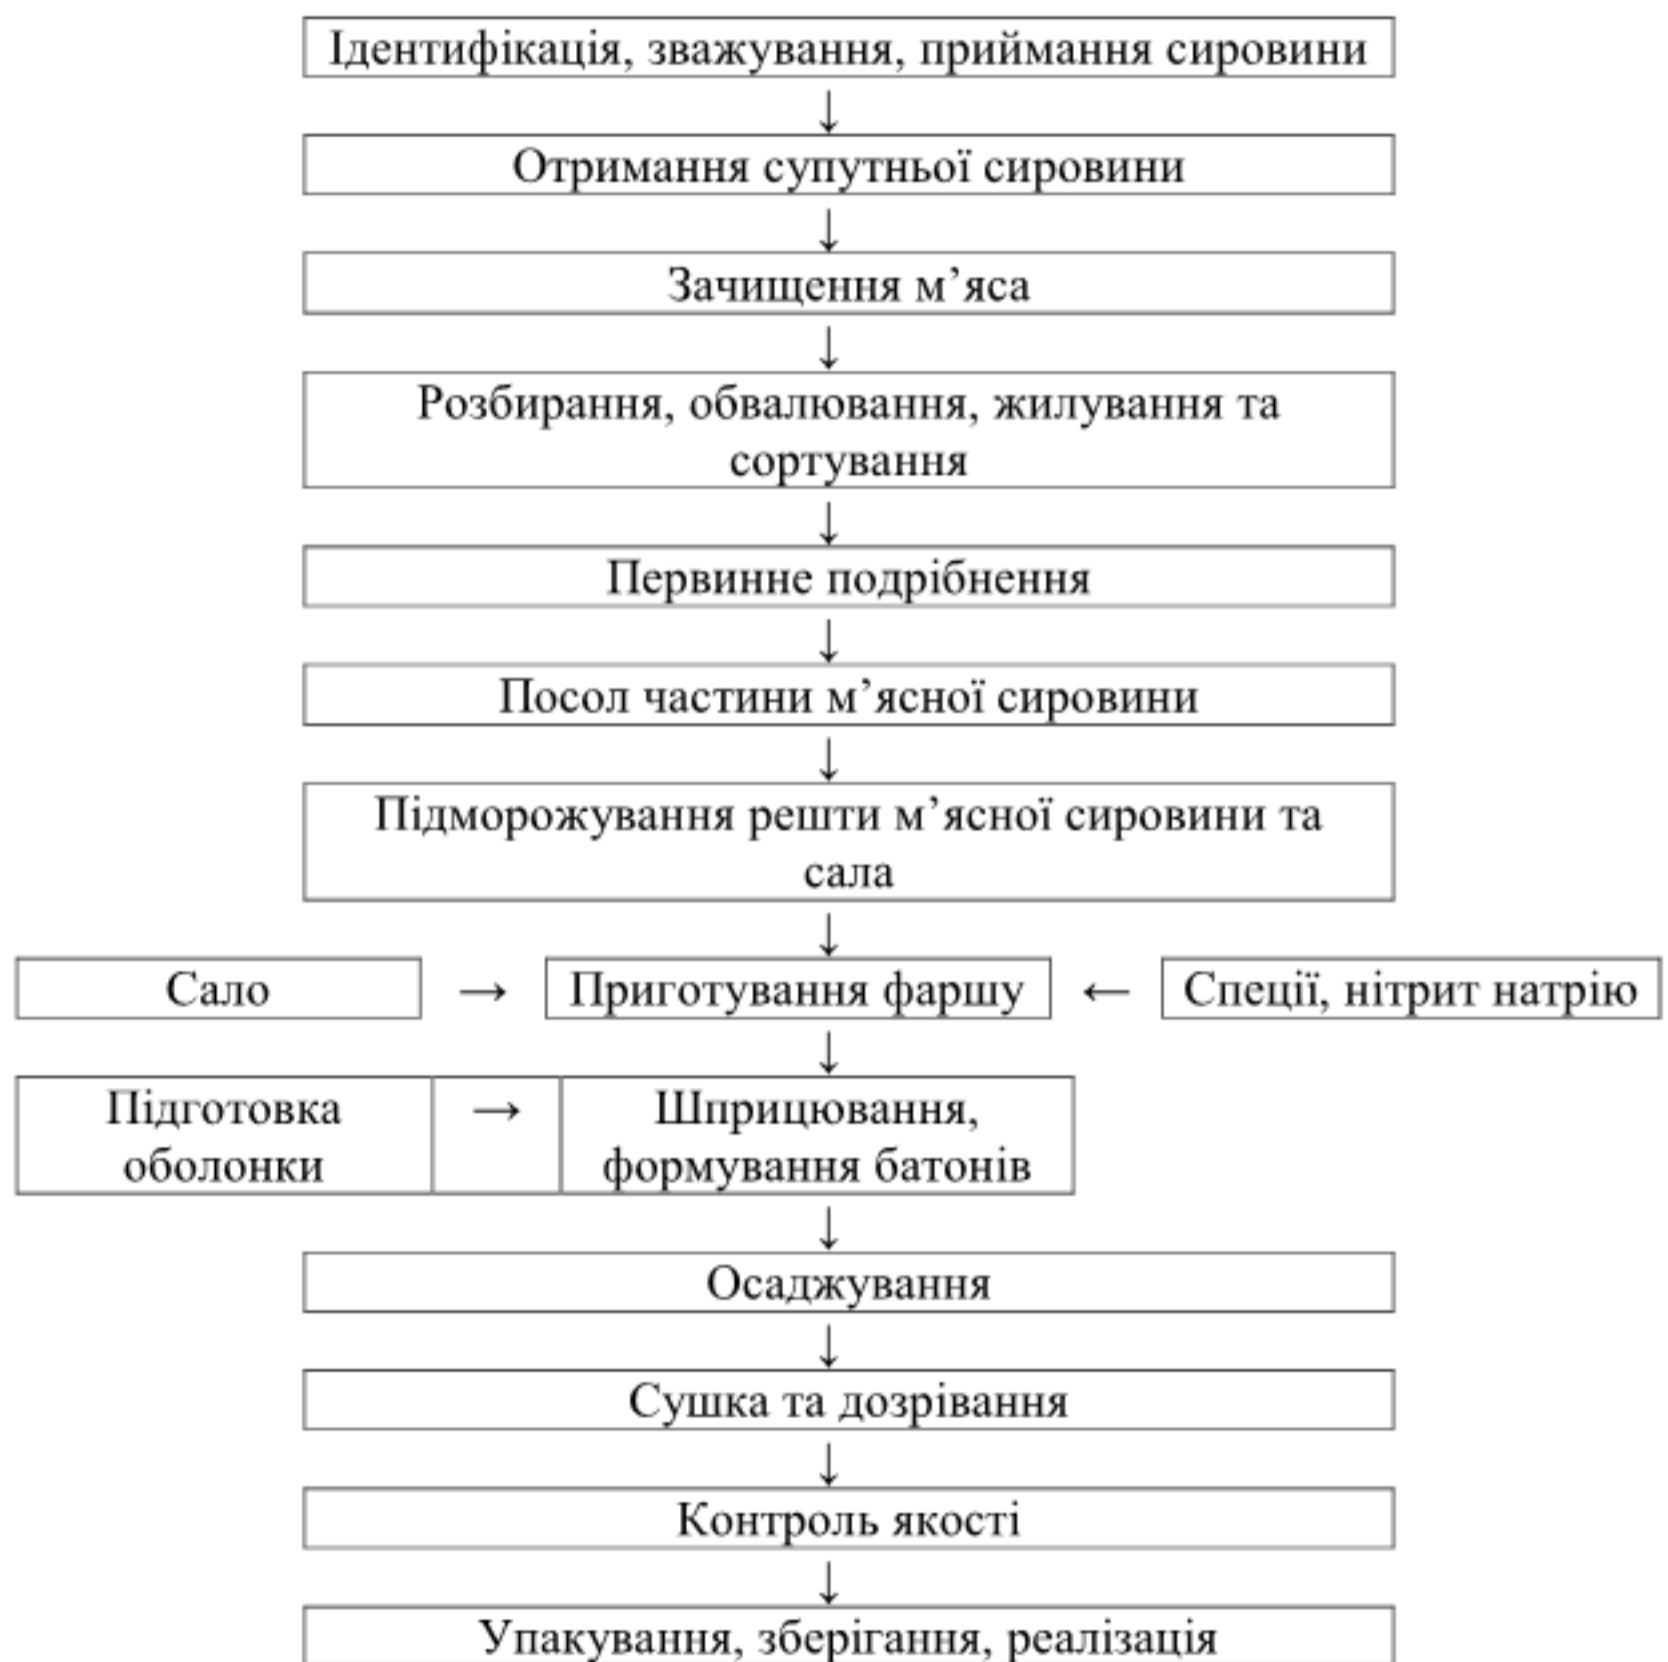 Ідентифікація, зважування, приймання сировини
↓
Отримання супутньої сировини
↓
Зачищення м’яса
↓
Розбирання, обвалювання, жилування та
сортування
↓
Первинне подрібнення
↓
Посол частини м’ясної сировини
↓
Підморожування решти м’ясної сировини та
сала
↓
Сало → Приготування фаршу ← Спеції, нітрит натрію
↓
Підготовка → Шприцювання,
оболонки формування батонів
↓
Осаджування
↓
Сушка та дозрівання
↓
Контроль якості
↓
Упакування, зберігання, реалізація